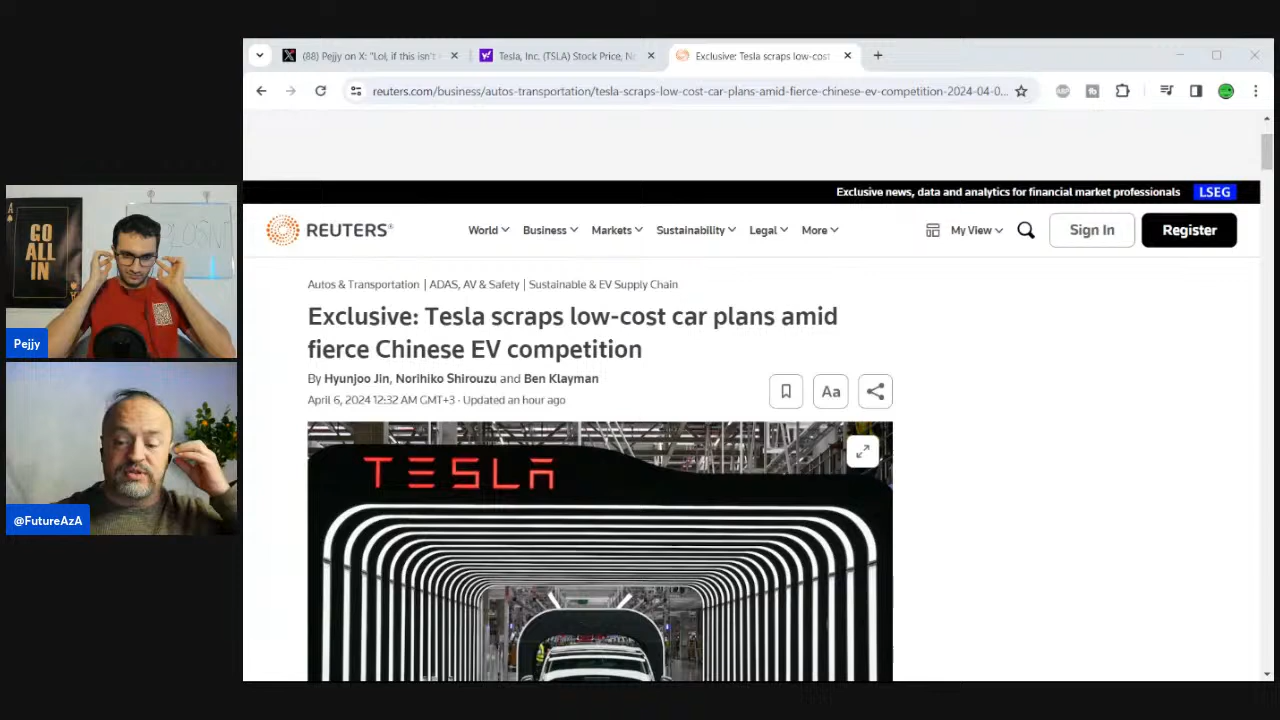 (88) Pejjy on X: "Lol, if this isn't
Tesla, Inc. (TSLA) Stock Price, Ne
Exclusive: Tesla scraps low-cost
reuters.com/business/autos-transportation/tesla-scraps-low-cost-car-plans-amid-fierce-chinese-ev-competition-2024-04-0...
Exclusive news, data and analytics for financial market professionals LSEG
REUTERS World Business Markets Sustainability Legal More My View Sign In Register
Autos & Transportation | ADAS, AV & Safety | Sustainable & EV Supply Chain
Exclusive: Tesla scraps low-cost car plans amid
fierce Chinese EV competition
By Hyunjoo Jin, Norihiko Shirouzu and Ben Klayman
April 6, 2024 12:32 AM GMT+3 · Updated an hour ago
Aa
TESLA
A
GO
ALL
IN
Pejjy
@FutureAzA